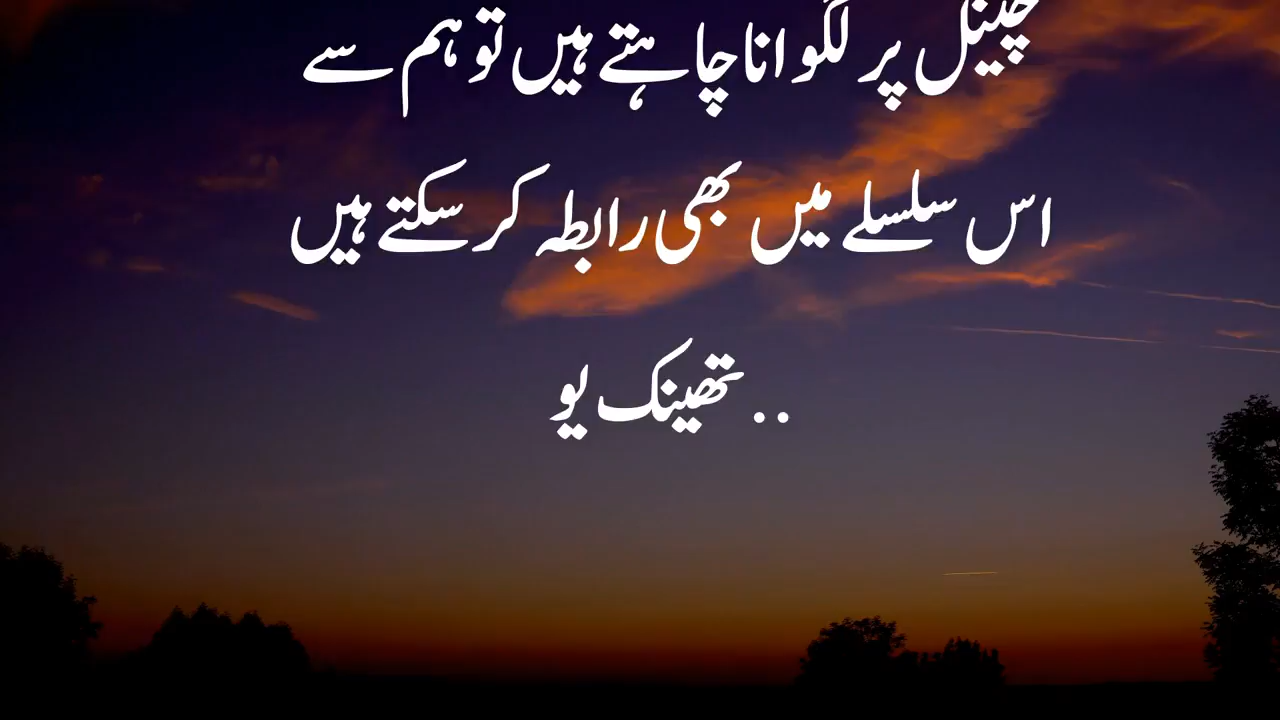 چینل پر لگوانا چاہتے ہیں تو ہم سے
اس سلسلے میں بھی رابطہ کر سکتے ہیں
.. تھینک یو